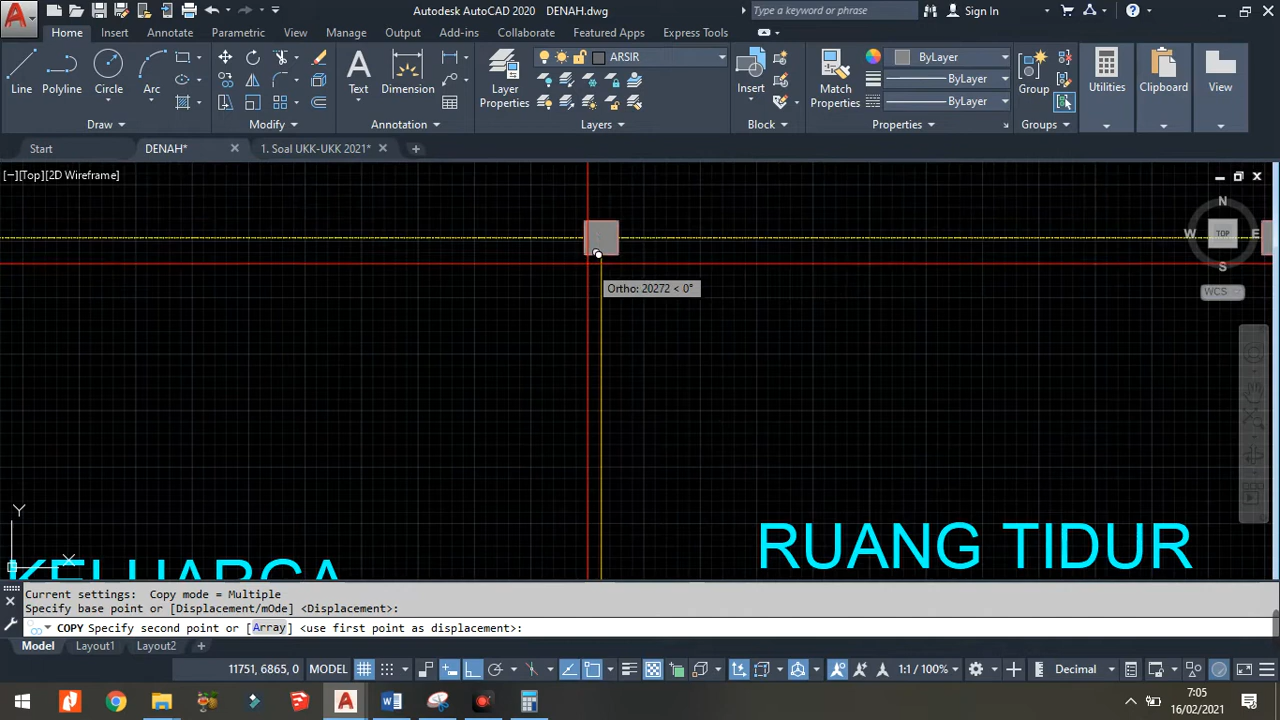 Autodesk AutoCAD 2020 DENAH.dwg
Type a keyword or phrase
Sign In
Home Insert Annotate Parametric View Manage Output Add-ins Collaborate Featured Apps Express Tools
ARSIR
ByLayer
ByLayer
ByLayer
Line Polyline Circle Arc
Text Dimension
Layer Properties
Insert
Match Properties
Group
Utilities
Clipboard
View
Draw Modify Annotation Layers Block Properties Groups
Start DENAH* 1. Soal UKK-UKK 2021*
[−][Top][2D Wireframe]
N
W TOP E
S
WCS
Ortho: 20272 < 0°
RUANG TIDUR
KELUARGA
Y
X
Current settings: Copy mode = Multiple
Specify base point or [Displacement/mOde] <Displacement>:
COPY Specify second point or [Array] <use first point as displacement>:
Model Layout1 Layout2
11751, 6865, 0 MODEL 1:1 / 100% Decimal
7:05
16/02/2021